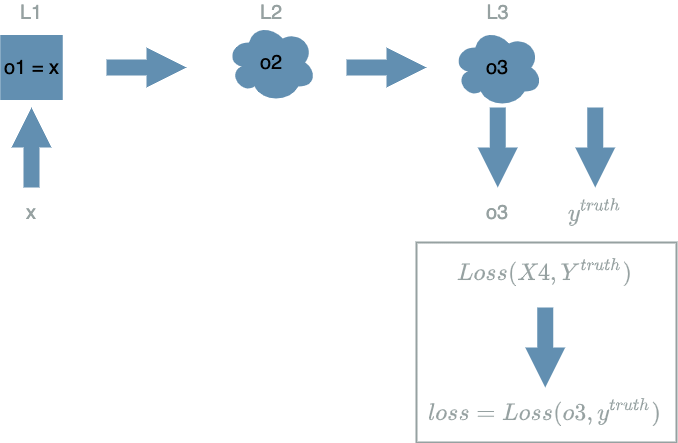 L1 L2 L3
o1 = x o2 o3
x o3 y^{truth}
Loss(X4, Y^{truth})
loss = Loss(o3, y^{truth})